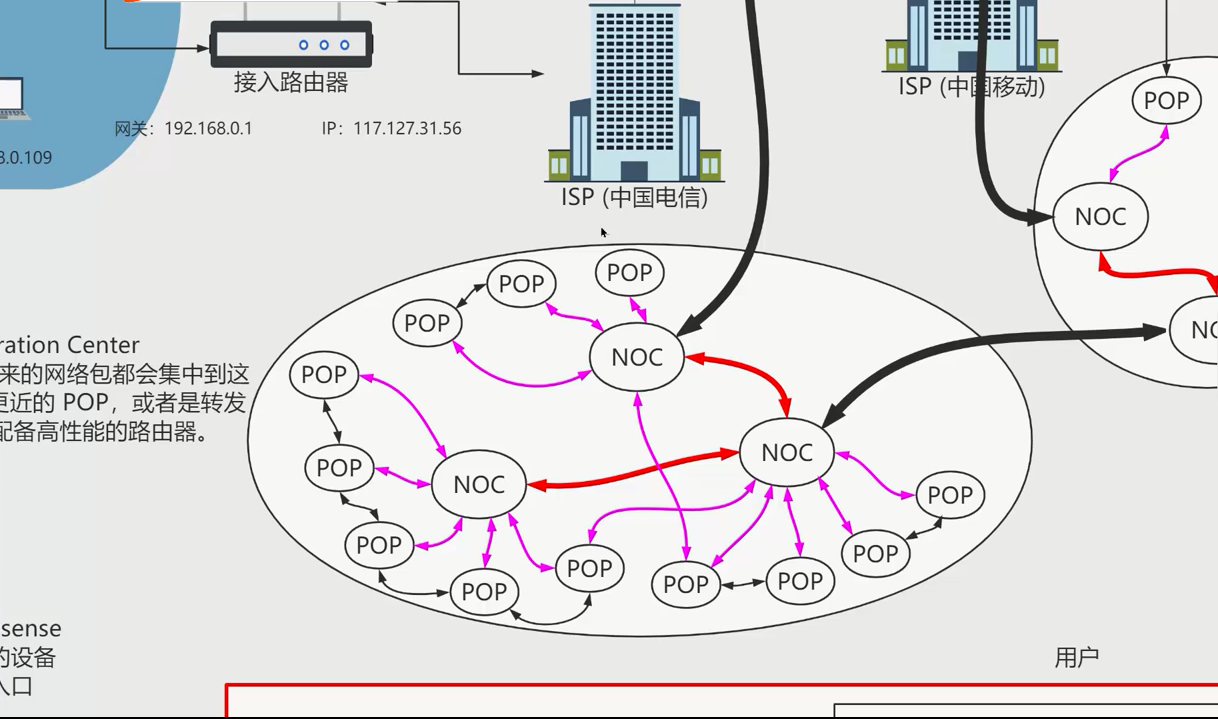 接入路由器
网关：192.168.0.1
IP：117.127.31.56
8.0.109
ISP (中国电信)
ISP (中国移动)
POP
NOC
NO
POP
POP
POP
NOC
POP
NOC
POP
NOC
POP
POP
POP
POP
POP
POP
POP
POP
ration Center
来的网络包都会集中到这
更近的 POP，或者是转发
配备高性能的路由器。
sense
的设备
入口
用户